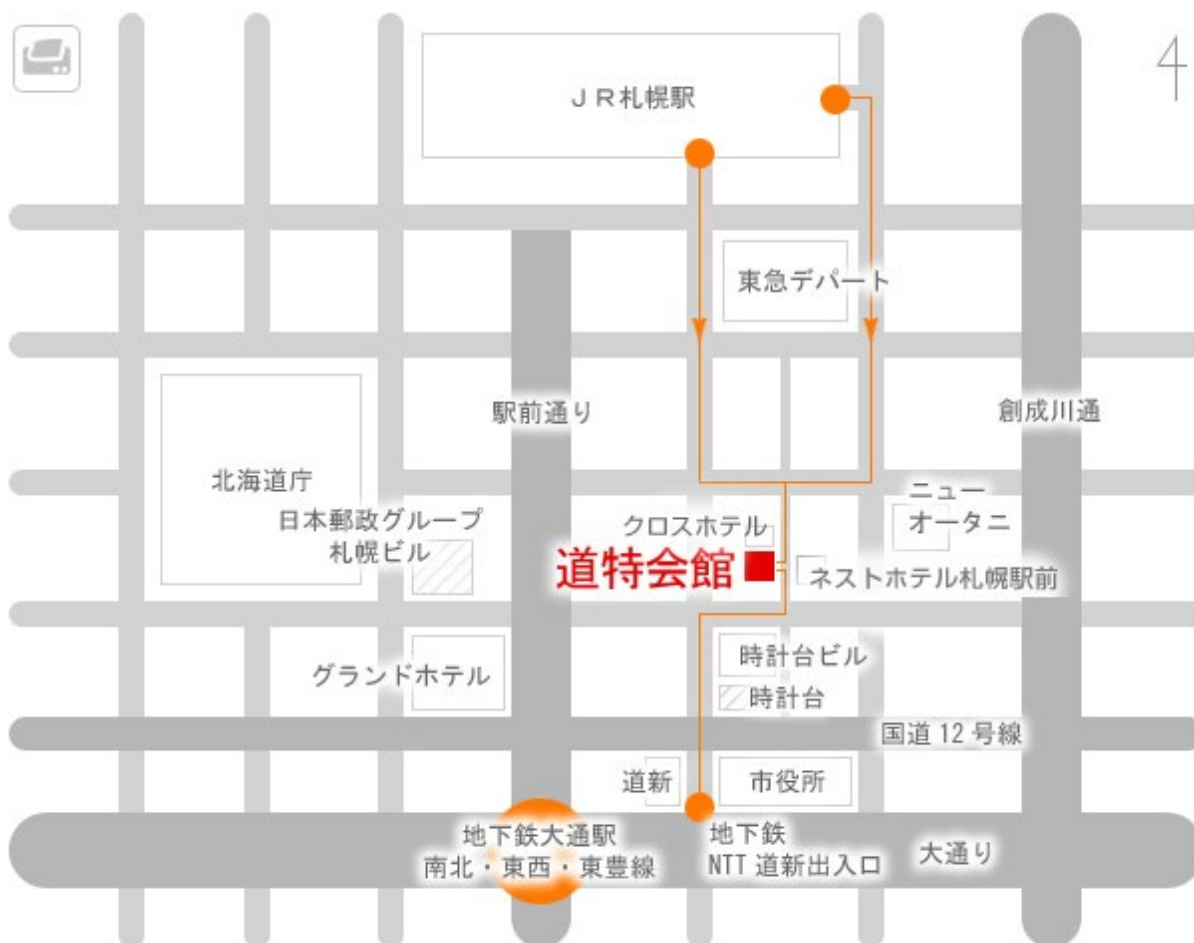 ＪＲ札幌駅
東急デパート
駅前通り
創成川通
北海道庁
日本郵政グループ
札幌ビル
クロスホテル
ニュー
オータニ
道特会館
ネストホテル札幌駅前
グランドホテル
時計台ビル
時計台
国道12号線
道新
市役所
地下鉄大通駅
南北・東西・東豊線
地下鉄
NTT道新出入口
大通り